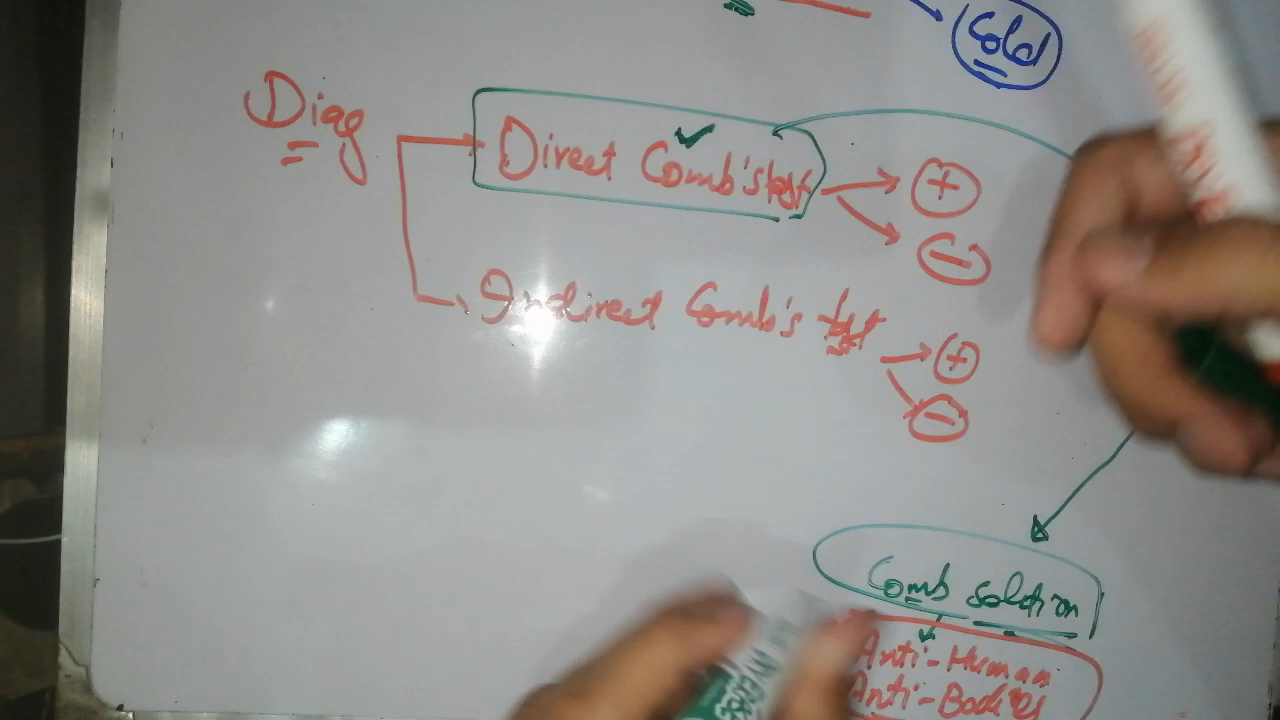 Cold
Diag
Direct Comb's test
+
-
Indirect Comb's test
+
-
Comb solution
Anti-Human
Anti-Bodies